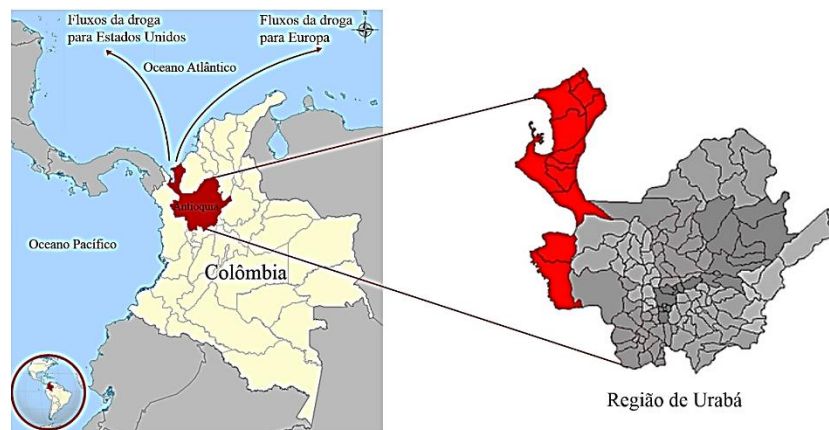 Fluxos da droga
para Estados Unidos
Fluxos da droga
para Europa
N
Oceano Atlântico
Antioquia
Oceano Pacífico
Colômbia
Região de Urabá